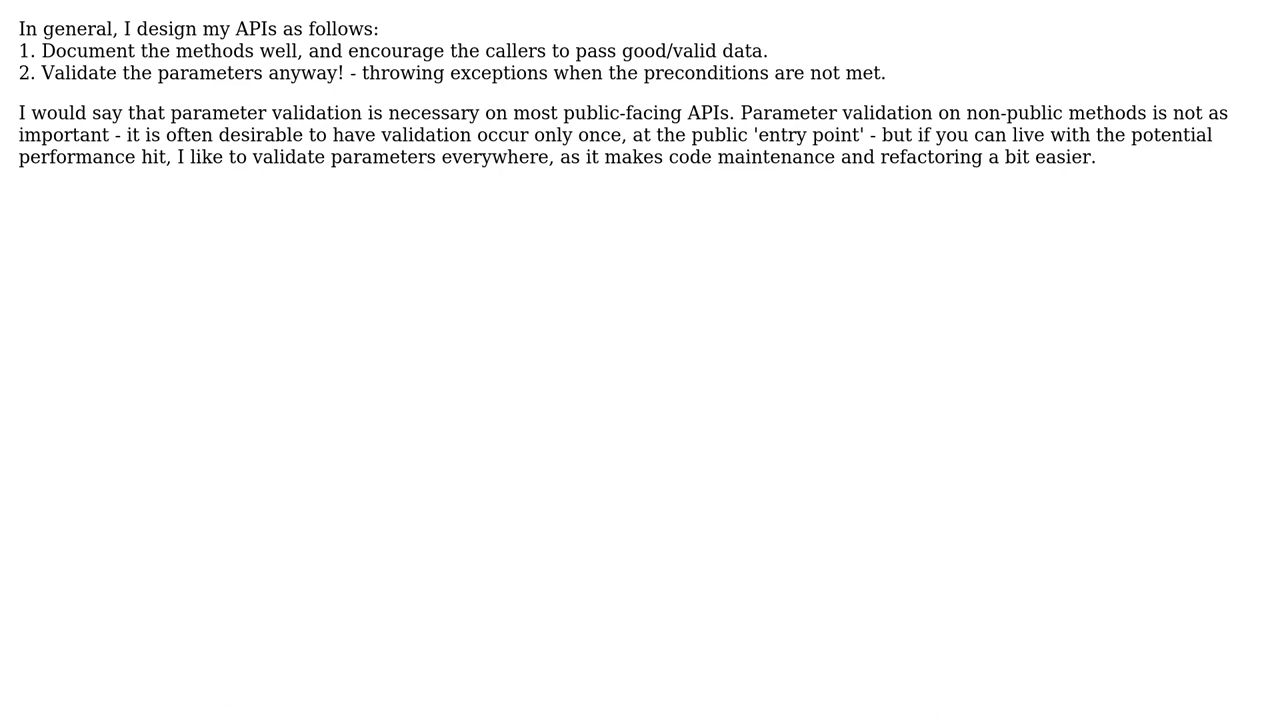 In general, I design my APIs as follows:
1. Document the methods well, and encourage the callers to pass good/valid data.
2. Validate the parameters anyway! - throwing exceptions when the preconditions are not met.
I would say that parameter validation is necessary on most public-facing APIs. Parameter validation on non-public methods is not as
important - it is often desirable to have validation occur only once, at the public 'entry point' - but if you can live with the potential
performance hit, I like to validate parameters everywhere, as it makes code maintenance and refactoring a bit easier.